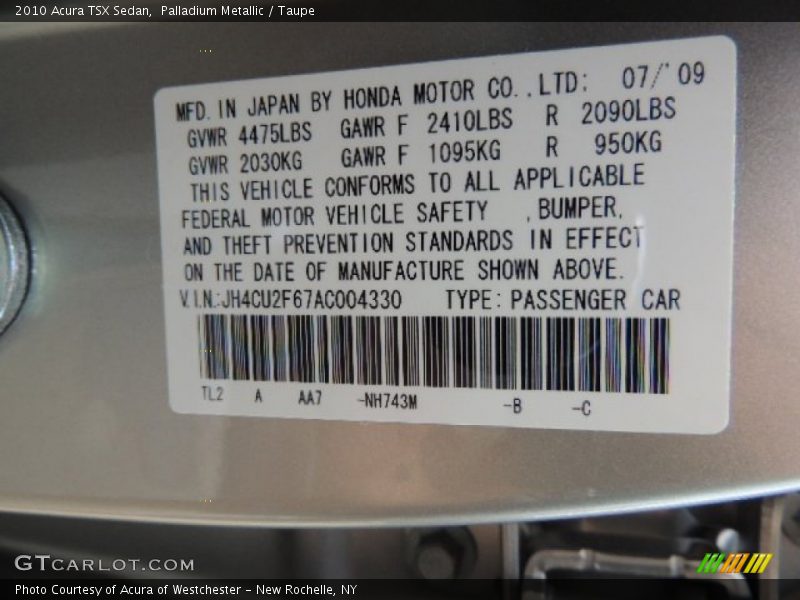 2010 Acura TSX Sedan, Palladium Metallic / Taupe
MFD. IN JAPAN BY HONDA MOTOR CO., LTD: 07/'09
GVWR 4475LBS GAWR F 2410LBS R 2090LBS
GVWR 2030KG GAWR F 1095KG R 950KG
THIS VEHICLE CONFORMS TO ALL APPLICABLE
FEDERAL MOTOR VEHICLE SAFETY , BUMPER,
AND THEFT PREVENTION STANDARDS IN EFFECT
ON THE DATE OF MANUFACTURE SHOWN ABOVE.
V.I.N.:JH4CU2F67AC004330 TYPE: PASSENGER CAR
TL2 A AA7 -NH743M -B -C
GTCARLOT.COM
Photo Courtesy of Acura of Westchester – New Rochelle, NY